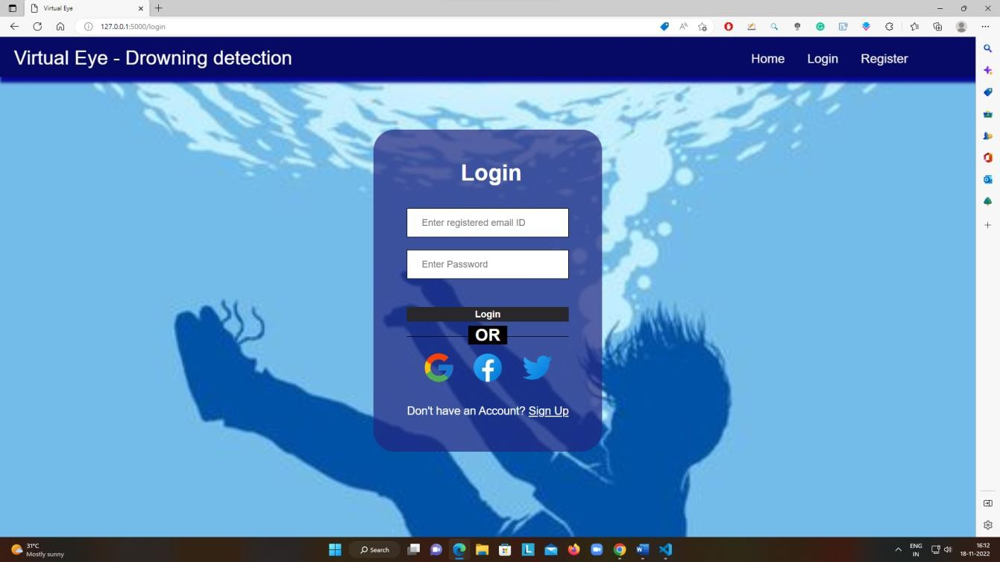 Virtual Eye
127.0.0.1:5000/login
Virtual Eye - Drowning detection
Home
Login
Register
Login
Enter registered email ID
Enter Password
Login
OR
Don't have an Account? Sign Up
31°C
Mostly sunny
Search
ENG
IN
16:12
18-11-2022